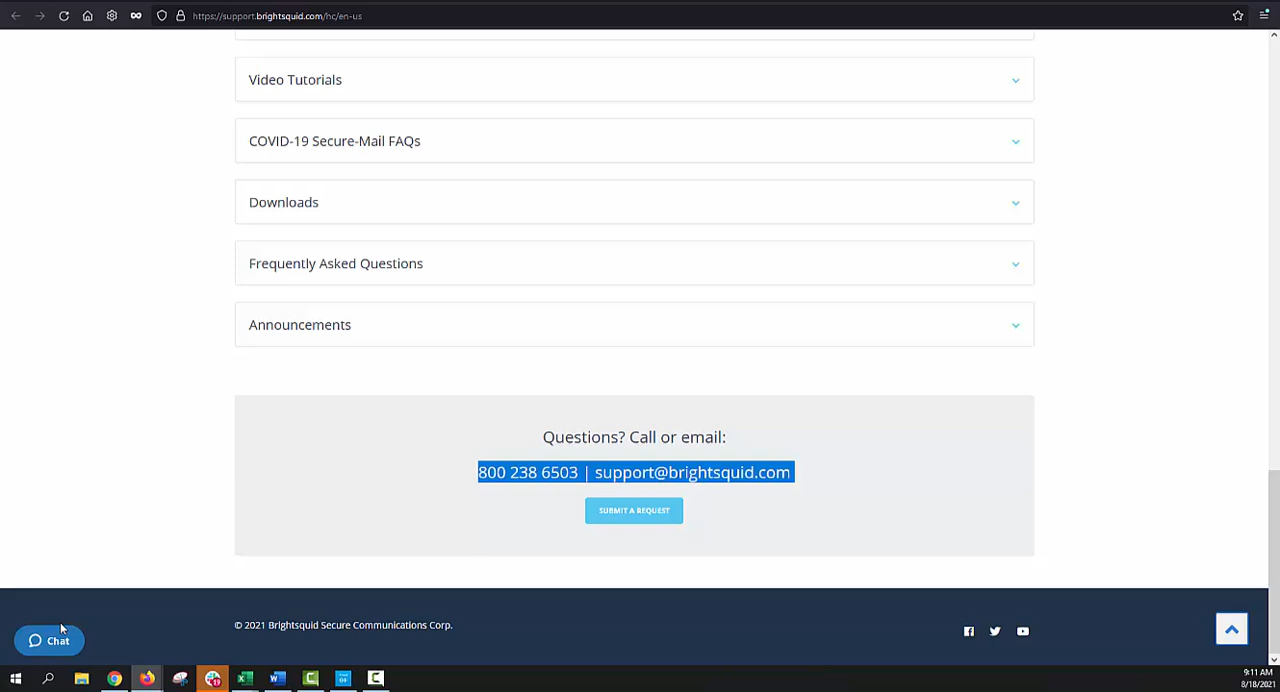 https://support.brightsquid.com/hc/en-us
Video Tutorials
COVID-19 Secure-Mail FAQs
Downloads
Frequently Asked Questions
Announcements
Questions? Call or email:
800 238 6503 | support@brightsquid.com
SUBMIT A REQUEST
Chat
© 2021 Brightsquid Secure Communications Corp.
9:11 AM
8/18/2021